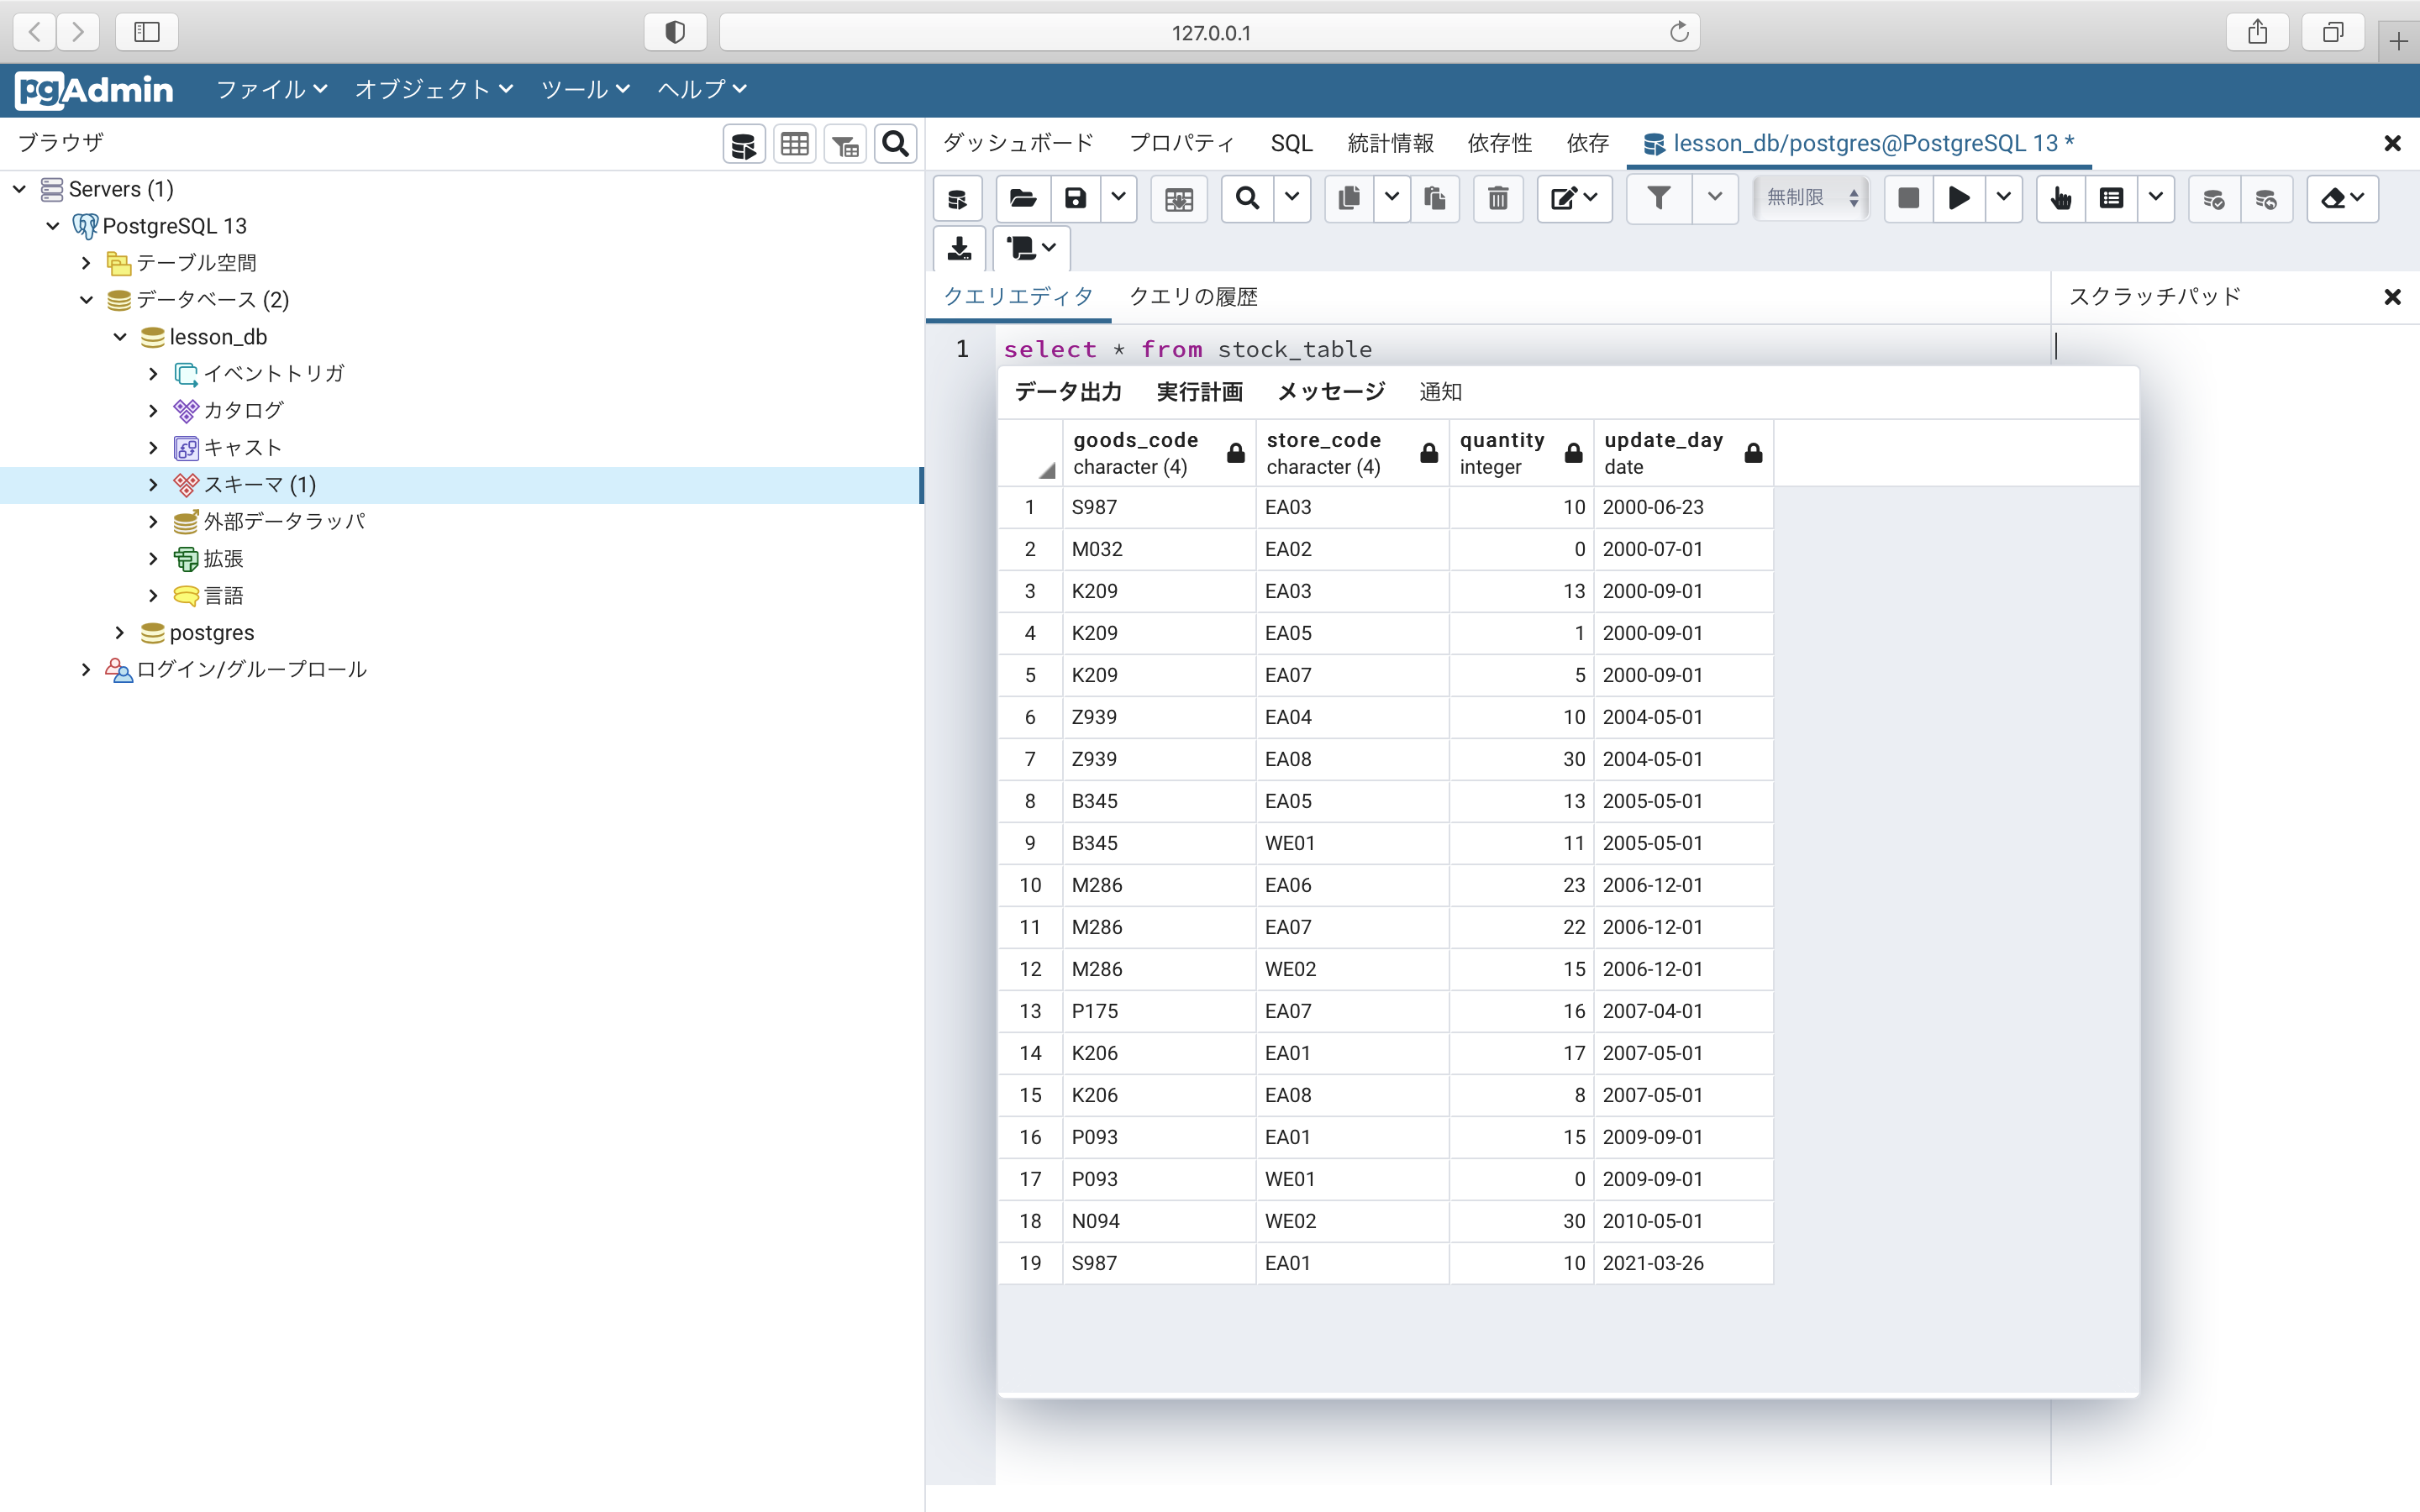 127.0.0.1
pgAdmin ファイル オブジェクト ツール ヘルプ
ブラウザ
Servers (1)
PostgreSQL 13
テーブル空間
データベース (2)
lesson_db
イベントトリガ
カタログ
キャスト
スキーマ (1)
外部データラッパ
拡張
言語
postgres
ログイン/グループロール
ダッシュボード プロパティ SQL 統計情報 依存性 依存 lesson_db/postgres@PostgreSQL 13 *
無制限
クエリエディタ クエリの履歴
スクラッチパッド
1 select * from stock_table
データ出力 実行計画 メッセージ 通知
goods_code store_code quantity update_day
character (4) character (4) integer date
1 S987 EA03 10 2000-06-23
2 M032 EA02 0 2000-07-01
3 K209 EA03 13 2000-09-01
4 K209 EA05 1 2000-09-01
5 K209 EA07 5 2000-09-01
6 Z939 EA04 10 2004-05-01
7 Z939 EA08 30 2004-05-01
8 B345 EA05 13 2005-05-01
9 B345 WE01 11 2005-05-01
10 M286 EA06 23 2006-12-01
11 M286 EA07 22 2006-12-01
12 M286 WE02 15 2006-12-01
13 P175 EA07 16 2007-04-01
14 K206 EA01 17 2007-05-01
15 K206 EA08 8 2007-05-01
16 P093 EA01 15 2009-09-01
17 P093 WE01 0 2009-09-01
18 N094 WE02 30 2010-05-01
19 S987 EA01 10 2021-03-26